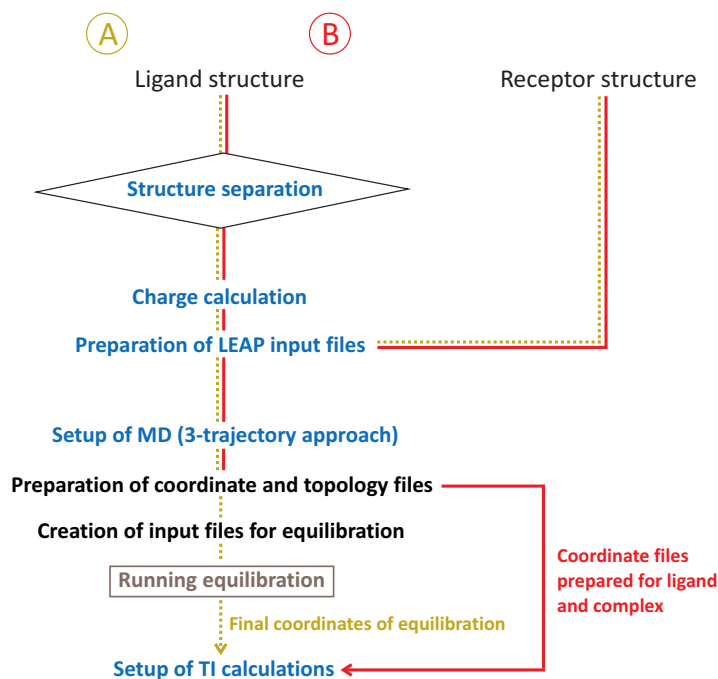 A
B
Ligand structure
Receptor structure
Structure separation
Charge calculation
Preparation of LEAP input files
Setup of MD (3-trajectory approach)
Preparation of coordinate and topology files
Creation of input files for equilibration
Coordinate files
prepared for ligand
and complex
Running equilibration
Final coordinates of equilibration
Setup of TI calculations